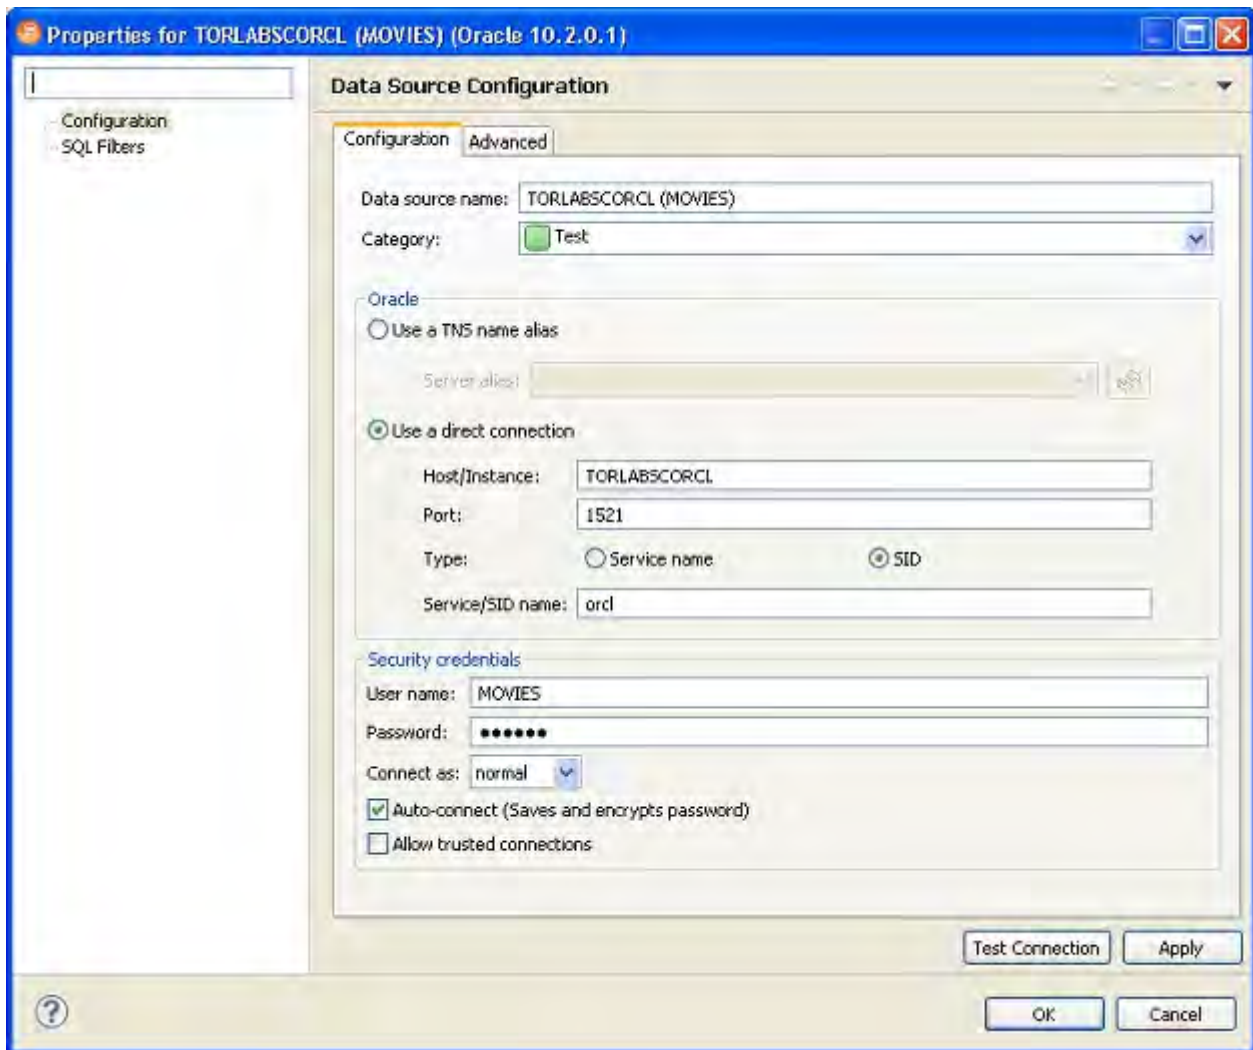 Properties for TORLABSCORCL (MOVIES) (Oracle 10.2.0.1)
Configuration
SQL Filters
Data Source Configuration
Configuration Advanced
Data source name: TORLABSCORCL (MOVIES)
Category: Test
Oracle
Use a TNS name alias
Server alias:
Use a direct connection
Host/Instance: TORLABSCORCL
Port: 1521
Type: Service name SID
Service/SID name: orcl
Security credentials
User name: MOVIES
Password: ●●●●●●
Connect as: normal
Auto-connect (Saves and encrypts password)
Allow trusted connections
Test Connection Apply
? OK Cancel